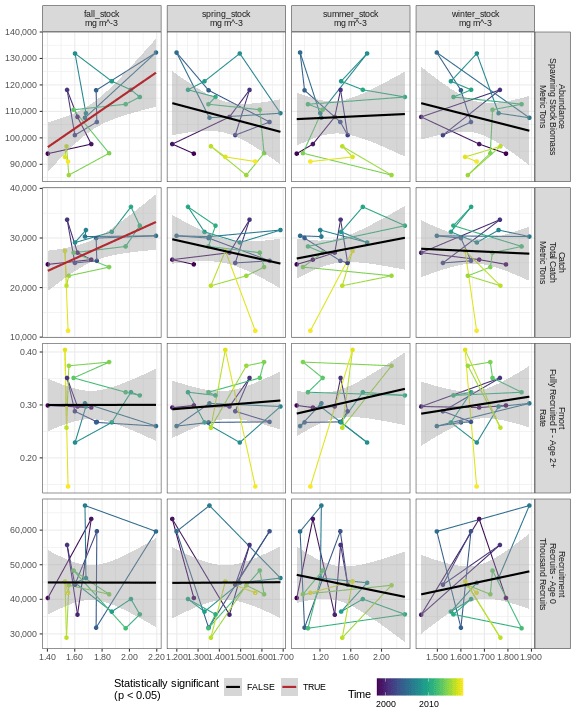 fall_stock
mg m^-3
spring_stock
mg m^-3
summer_stock
mg m^-3
winter_stock
mg m^-3
140,000
130,000
120,000
110,000
100,000
90,000
Abundance
Spawning Stock Biomass
Metric Tons
40,000
30,000
20,000
10,000
Catch
Total Catch
Metric Tons
0.40
0.30
0.20
Fmort
Fully Recruited F - Age 2+
Rate
60,000
50,000
40,000
30,000
Recruitment
Recruits - Age 0
Thousand Recruits
1.40 1.60 1.80 2.00 2.20
1.200 1.300 1.400 1.500 1.600 1.700
1.20 1.60 2.00
1.500 1.600 1.700 1.800 1.900
Statistically significant
(p < 0.05)
FALSE
TRUE
Time
2000 2010